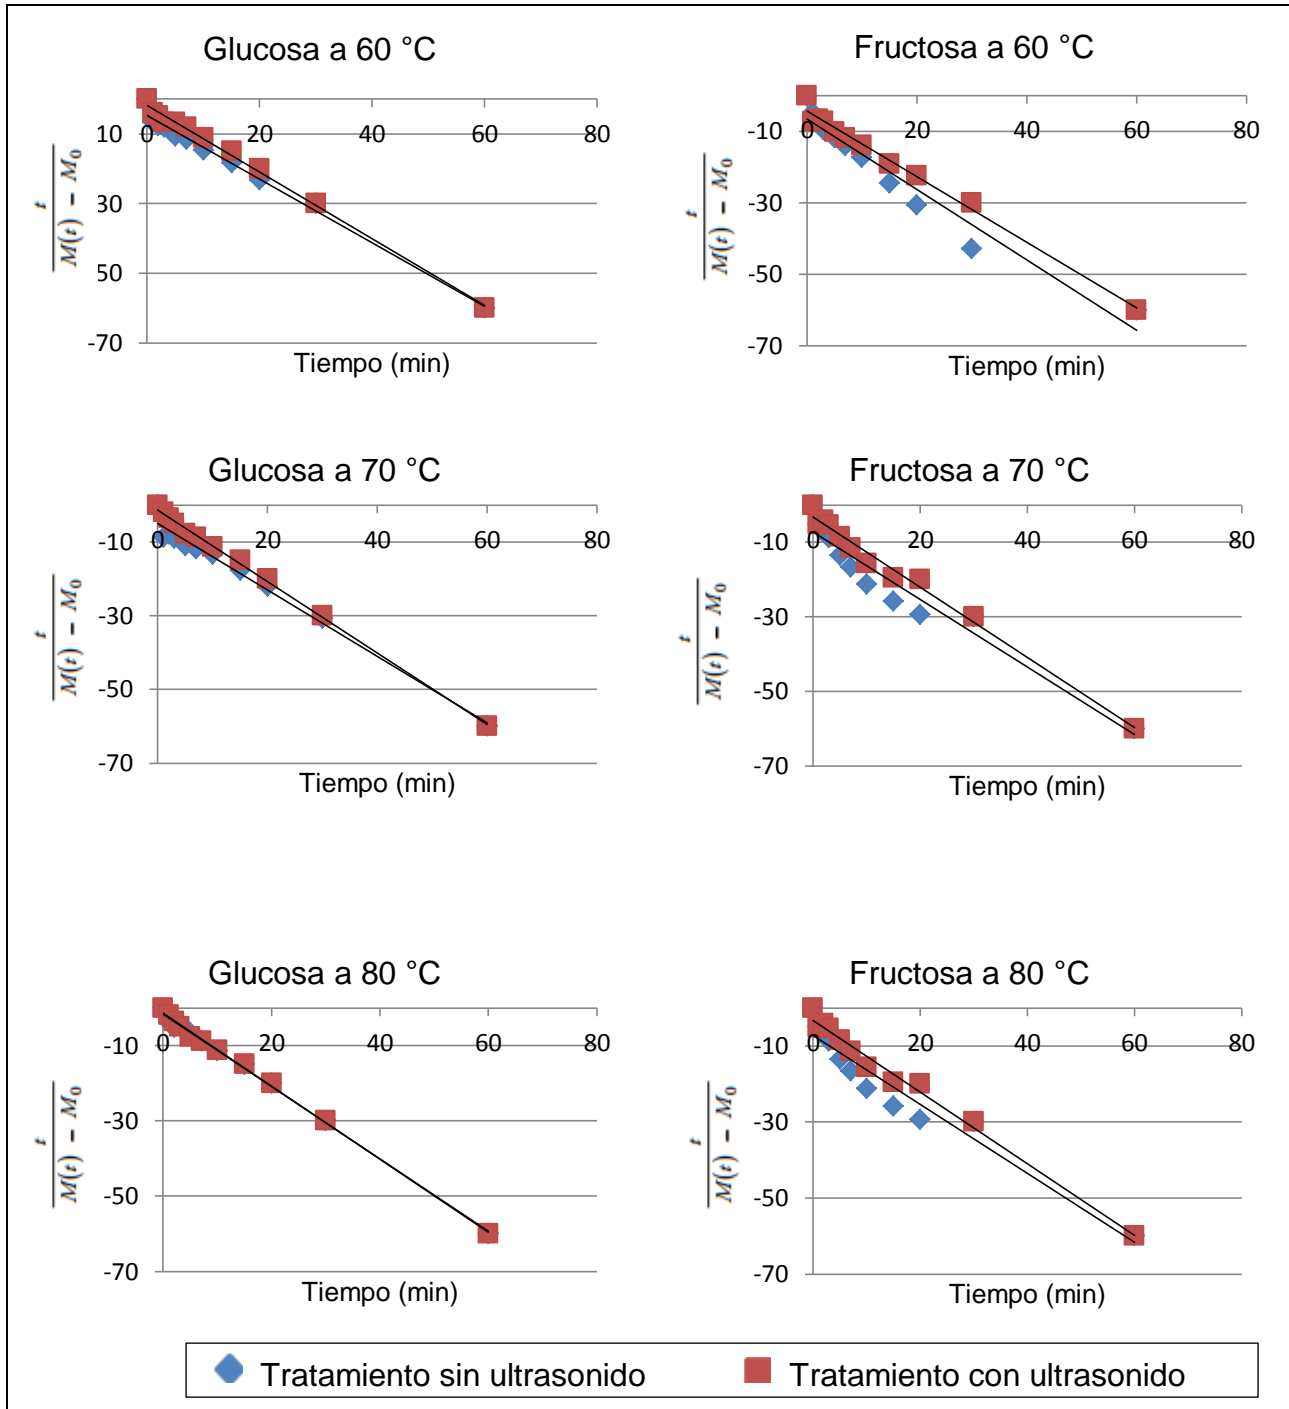 Glucosa a 60 °C
0 20 40 60 80
10
30
50
-70
t
M(t) − M₀
Tiempo (min)
Fructosa a 60 °C
0 20 40 60 80
-10
-30
-50
-70
t
M(t) − M₀
Tiempo (min)
Glucosa a 70 °C
0 20 40 60 80
-10
-30
-50
-70
t
M(t) − M₀
Tiempo (min)
Fructosa a 70 °C
0 20 40 60 80
-10
-30
-50
-70
t
M(t) − M₀
Tiempo (min)
Glucosa a 80 °C
0 20 40 60 80
-10
-30
-50
-70
t
M(t) − M₀
Tiempo (min)
Fructosa a 80 °C
0 20 40 60 80
-10
-30
-50
-70
t
M(t) − M₀
Tiempo (min)
Tratamiento sin ultrasonido Tratamiento con ultrasonido